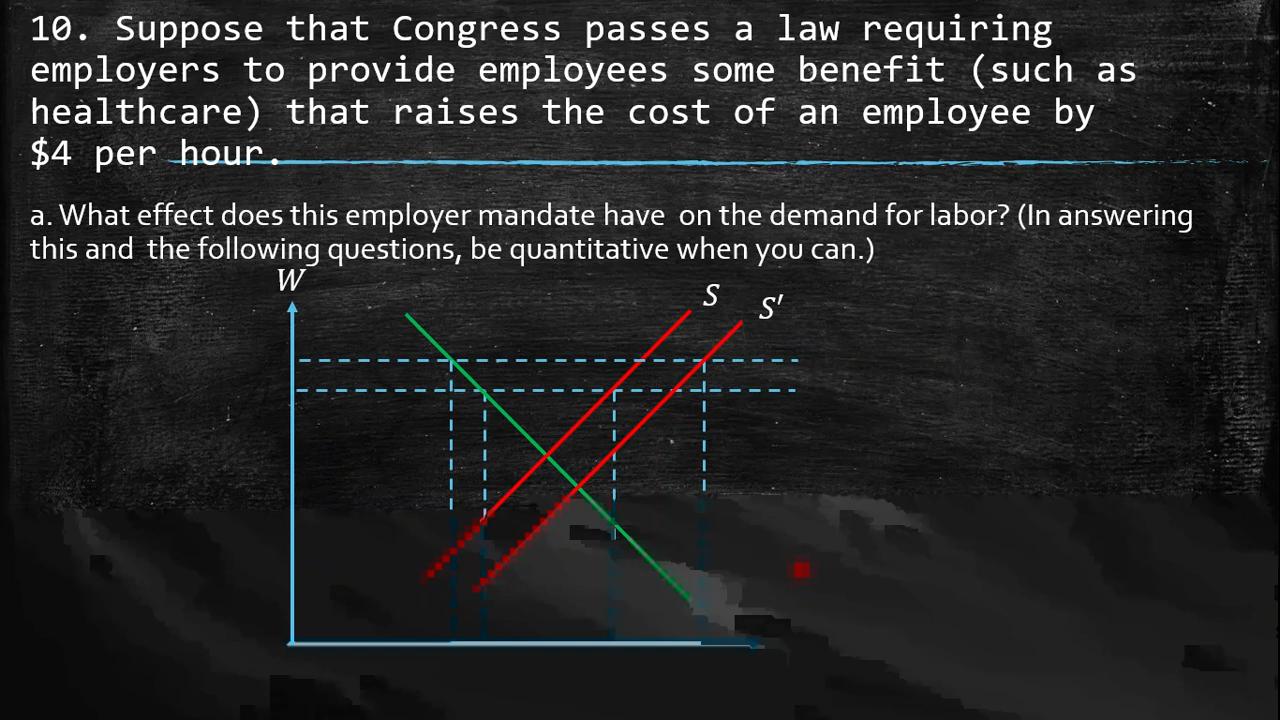 10. Suppose that Congress passes a law requiring
employers to provide employees some benefit (such as
healthcare) that raises the cost of an employee by
$4 per hour.
a. What effect does this employer mandate have on the demand for labor? (In answering
this and the following questions, be quantitative when you can.)
W
S
S′